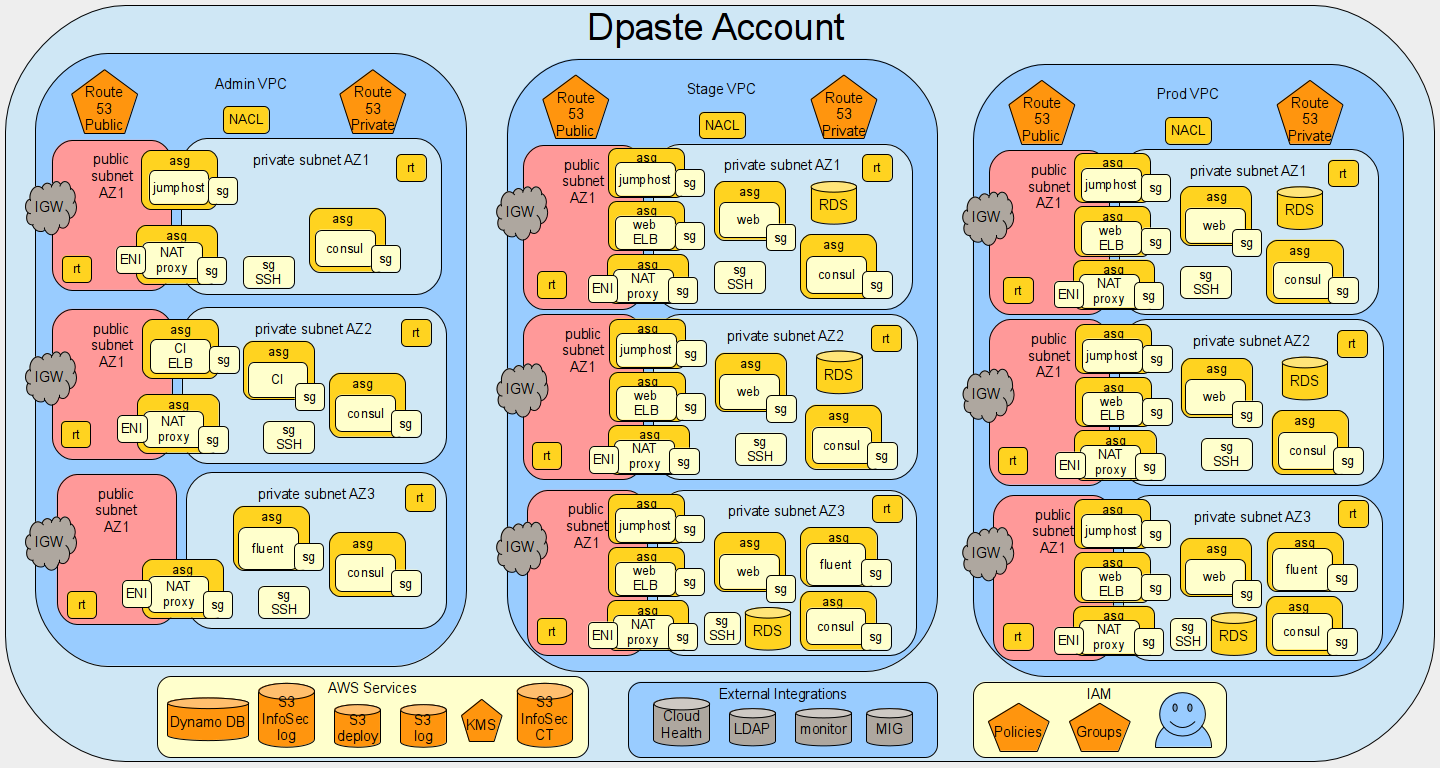 Dpaste Account
Admin VPC
Route
53
Public
NACL
Route
53
Private
public
subnet
AZ1
IGW
rt
asg
jumphost
sg
asg
NAT
proxy
ENI
sg
private subnet AZ1
rt
asg
consul
sg
sg
SSH
public
subnet
AZ1
IGW
rt
asg
CI
ELB
sg
asg
NAT
proxy
ENI
sg
private subnet AZ2
rt
asg
CI
sg
asg
consul
sg
sg
SSH
public
subnet
AZ1
IGW
rt
asg
NAT
proxy
ENI
sg
private subnet AZ3
rt
asg
fluent
sg
asg
consul
sg
sg
SSH
Stage VPC
Route
53
Public
NACL
Route
53
Private
public
subnet
AZ1
IGW
rt
asg
jumphost
sg
asg
web
ELB
sg
asg
NAT
proxy
ENI
sg
private subnet AZ1
rt
asg
web
sg
RDS
asg
consul
sg
sg
SSH
public
subnet
AZ1
IGW
rt
asg
jumphost
sg
asg
web
ELB
sg
asg
NAT
proxy
ENI
sg
private subnet AZ2
rt
asg
web
sg
RDS
asg
consul
sg
sg
SSH
public
subnet
AZ1
IGW
rt
asg
jumphost
sg
asg
web
ELB
sg
asg
NAT
proxy
ENI
sg
private subnet AZ3
rt
asg
web
sg
asg
fluent
sg
sg
SSH
RDS
asg
consul
sg
Prod VPC
Route
53
Public
NACL
Route
53
Private
public
subnet
AZ1
IGW
rt
asg
jumphost
sg
asg
web
ELB
sg
asg
NAT
proxy
ENI
sg
private subnet AZ1
rt
asg
web
sg
RDS
asg
consul
sg
sg
SSH
public
subnet
AZ1
IGW
rt
asg
jumphost
sg
asg
web
ELB
sg
asg
NAT
proxy
ENI
sg
private subnet AZ2
rt
asg
web
sg
RDS
asg
consul
sg
sg
SSH
public
subnet
AZ1
IGW
rt
asg
jumphost
sg
asg
web
ELB
sg
asg
NAT
proxy
ENI
sg
private subnet AZ3
rt
asg
web
sg
asg
fluent
sg
sg
SSH
RDS
asg
consul
sg
AWS Services
Dynamo DB
S3
InfoSec
log
S3
deploy
S3
log
KMS
S3
InfoSec
CT
External Integrations
Cloud
Health
LDAP
monitor
MIG
IAM
Policies
Groups